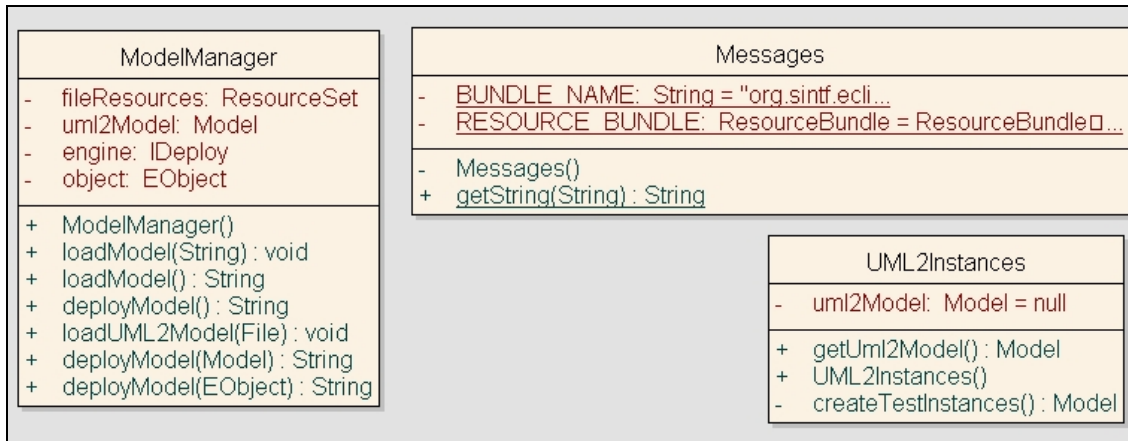 ModelManager
- fileResources: ResourceSet
- uml2Model: Model
- engine: IDeploy
- object: EObject
+ ModelManager()
+ loadModel(String) : void
+ loadModel() : String
+ deployModel() : String
+ loadUML2Model(File) : void
+ deployModel(Model) : String
+ deployModel(EObject) : String
Messages
- BUNDLE_NAME: String = "org.sintf.ecli...
- RESOURCE_BUNDLE: ResourceBundle = ResourceBundle□...
- Messages()
+ getString(String) : String
UML2Instances
- uml2Model: Model = null
+ getUml2Model() : Model
+ UML2Instances()
- createTestInstances() : Model